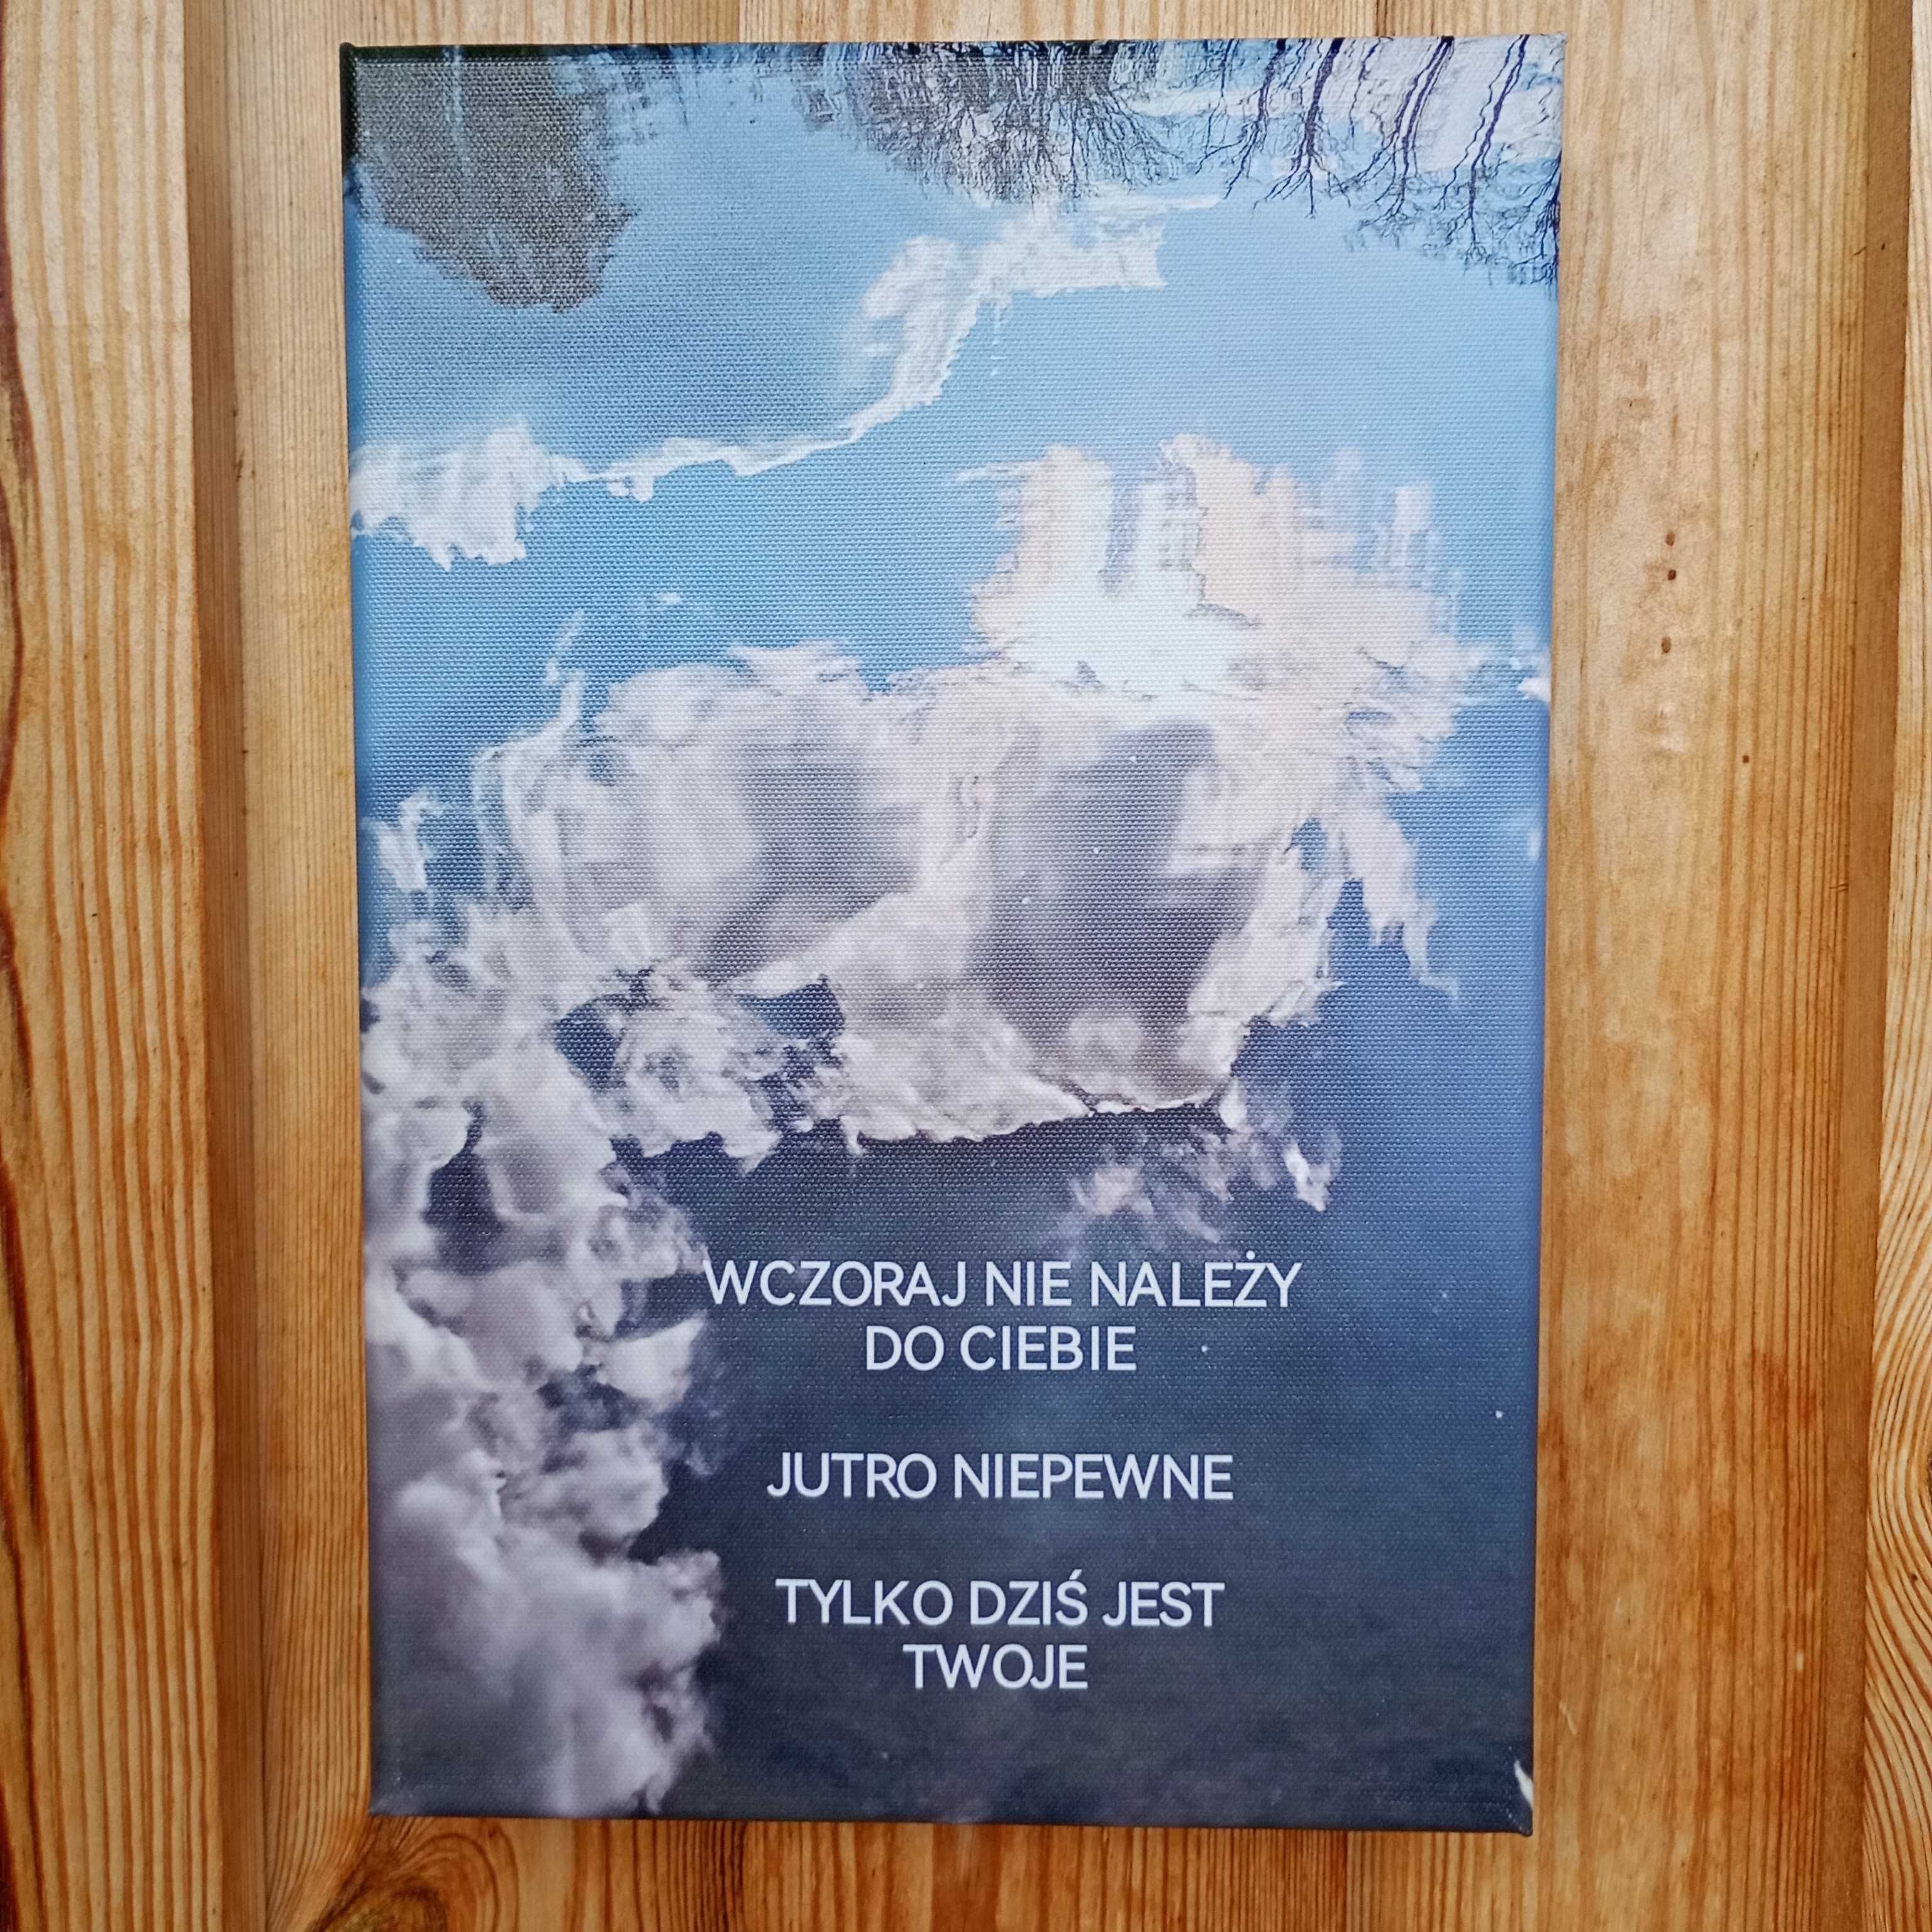 WCZORAJ NIE NALEŻY
DO CIEBIE
JUTRO NIEPEWNE
TYLKO DZIŚ JEST
TWOJE